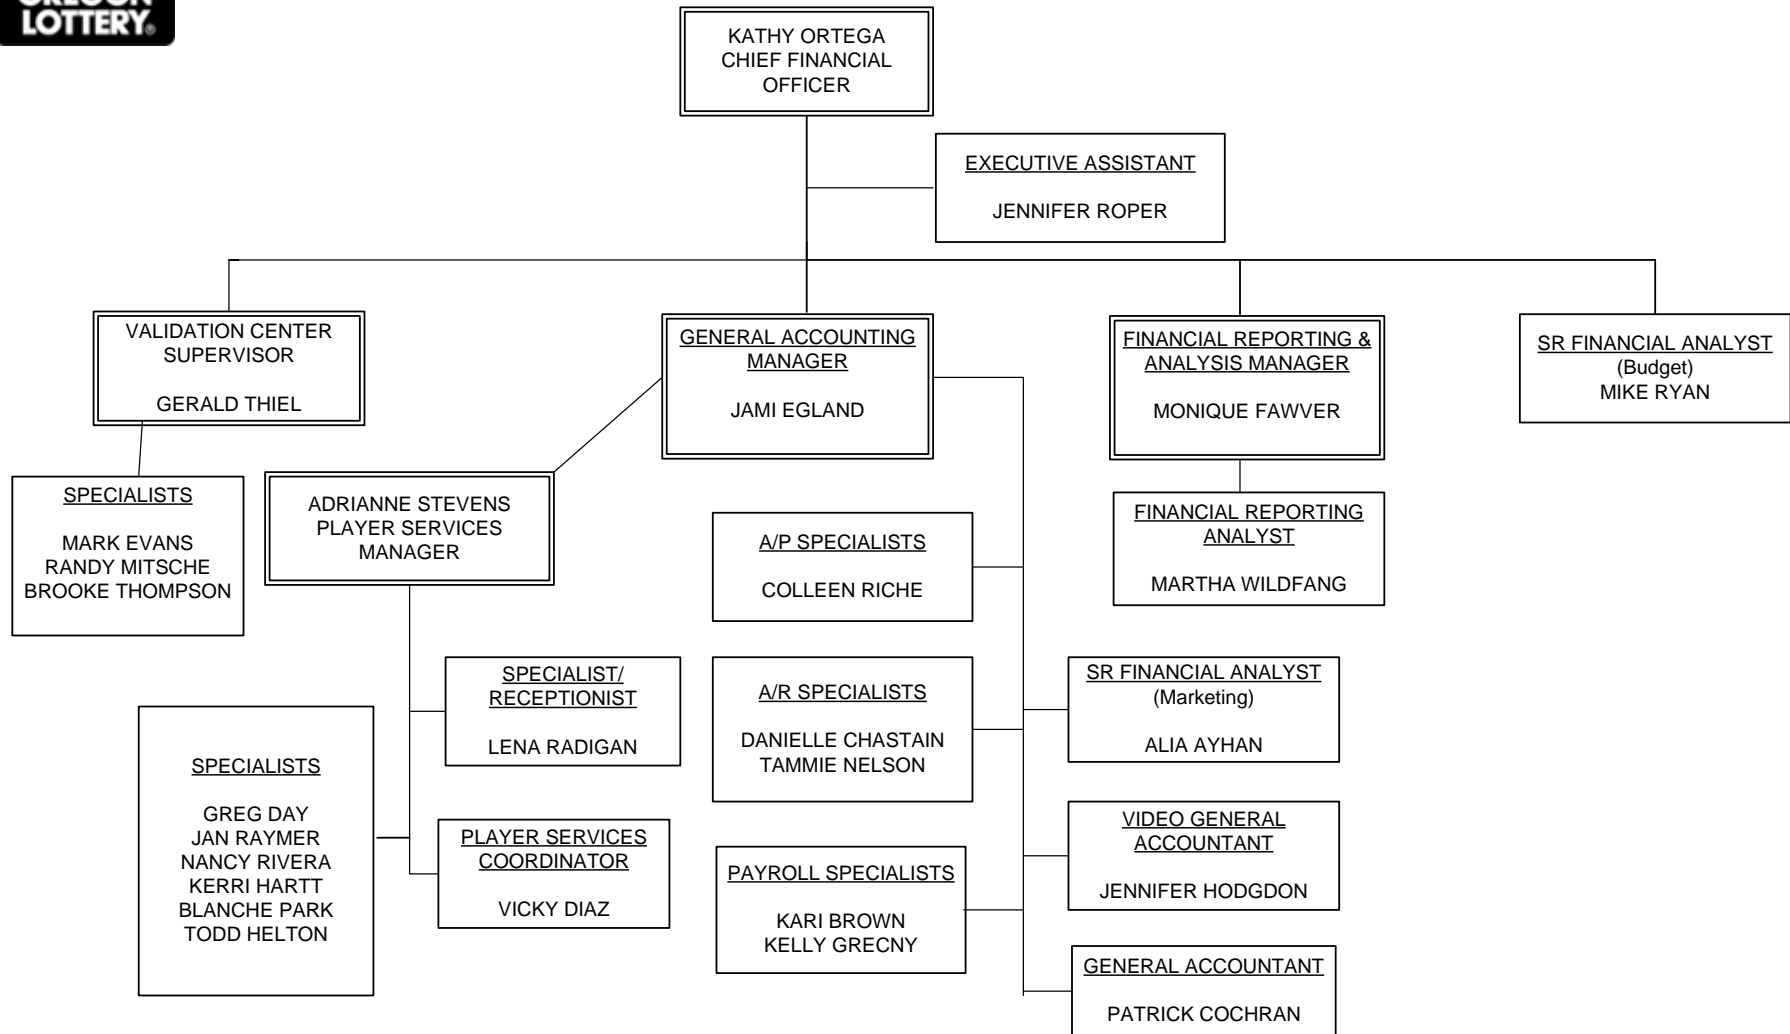 OREGON
LOTTERY®
KATHY ORTEGA
CHIEF FINANCIAL
OFFICER
EXECUTIVE ASSISTANT
JENNIFER ROPER
VALIDATION CENTER
SUPERVISOR
GERALD THIEL
GENERAL ACCOUNTING
MANAGER
JAMI EGLAND
FINANCIAL REPORTING &
ANALYSIS MANAGER
MONIQUE FAWVER
SR FINANCIAL ANALYST
(Budget)
MIKE RYAN
SPECIALISTS
MARK EVANS
RANDY MITSCHE
BROOKE THOMPSON
ADRIANNE STEVENS
PLAYER SERVICES
MANAGER
A/P SPECIALISTS
COLLEEN RICHE
FINANCIAL REPORTING
ANALYST
MARTHA WILDFANG
SPECIALIST/
RECEPTIONIST
LENA RADIGAN
A/R SPECIALISTS
DANIELLE CHASTAIN
TAMMIE NELSON
SR FINANCIAL ANALYST
(Marketing)
ALIA AYHAN
SPECIALISTS
GREG DAY
JAN RAYMER
NANCY RIVERA
KERRI HARTT
BLANCHE PARK
TODD HELTON
PLAYER SERVICES
COORDINATOR
VICKY DIAZ
PAYROLL SPECIALISTS
KARI BROWN
KELLY GRECNY
VIDEO GENERAL
ACCOUNTANT
JENNIFER HODGDON
GENERAL ACCOUNTANT
PATRICK COCHRAN